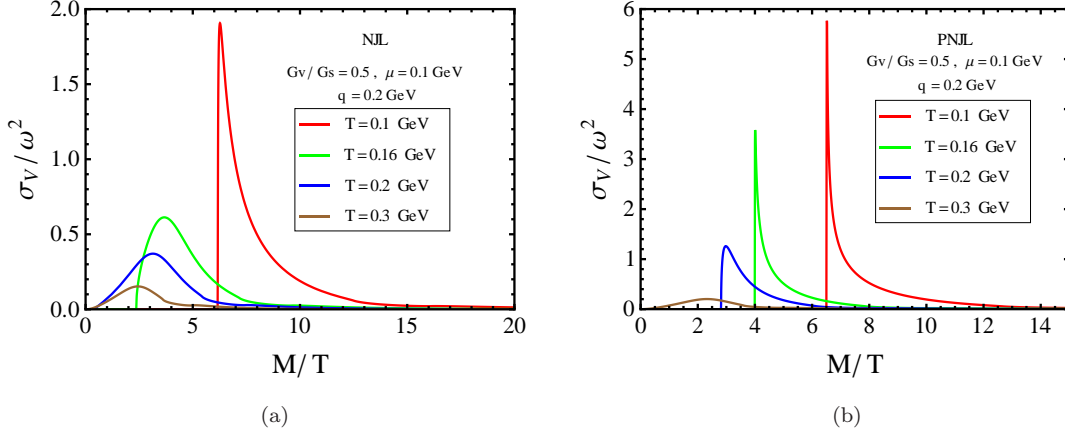 NJL
Gv/Gs = 0.5 , μ = 0.1 GeV
q = 0.2 GeV
T = 0.1 GeV
T = 0.16 GeV
T = 0.2 GeV
T = 0.3 GeV
2.0
1.5
1.0
0.5
0.0
σ_V / ω²
0 5 10 15 20
M/T
(a)
PNJL
Gv/Gs = 0.5 , μ = 0.1 GeV
q = 0.2 GeV
T = 0.1 GeV
T = 0.16 GeV
T = 0.2 GeV
T = 0.3 GeV
6
5
4
3
2
1
0
σ_V / ω²
0 2 4 6 8 10 12 14
M/T
(b)